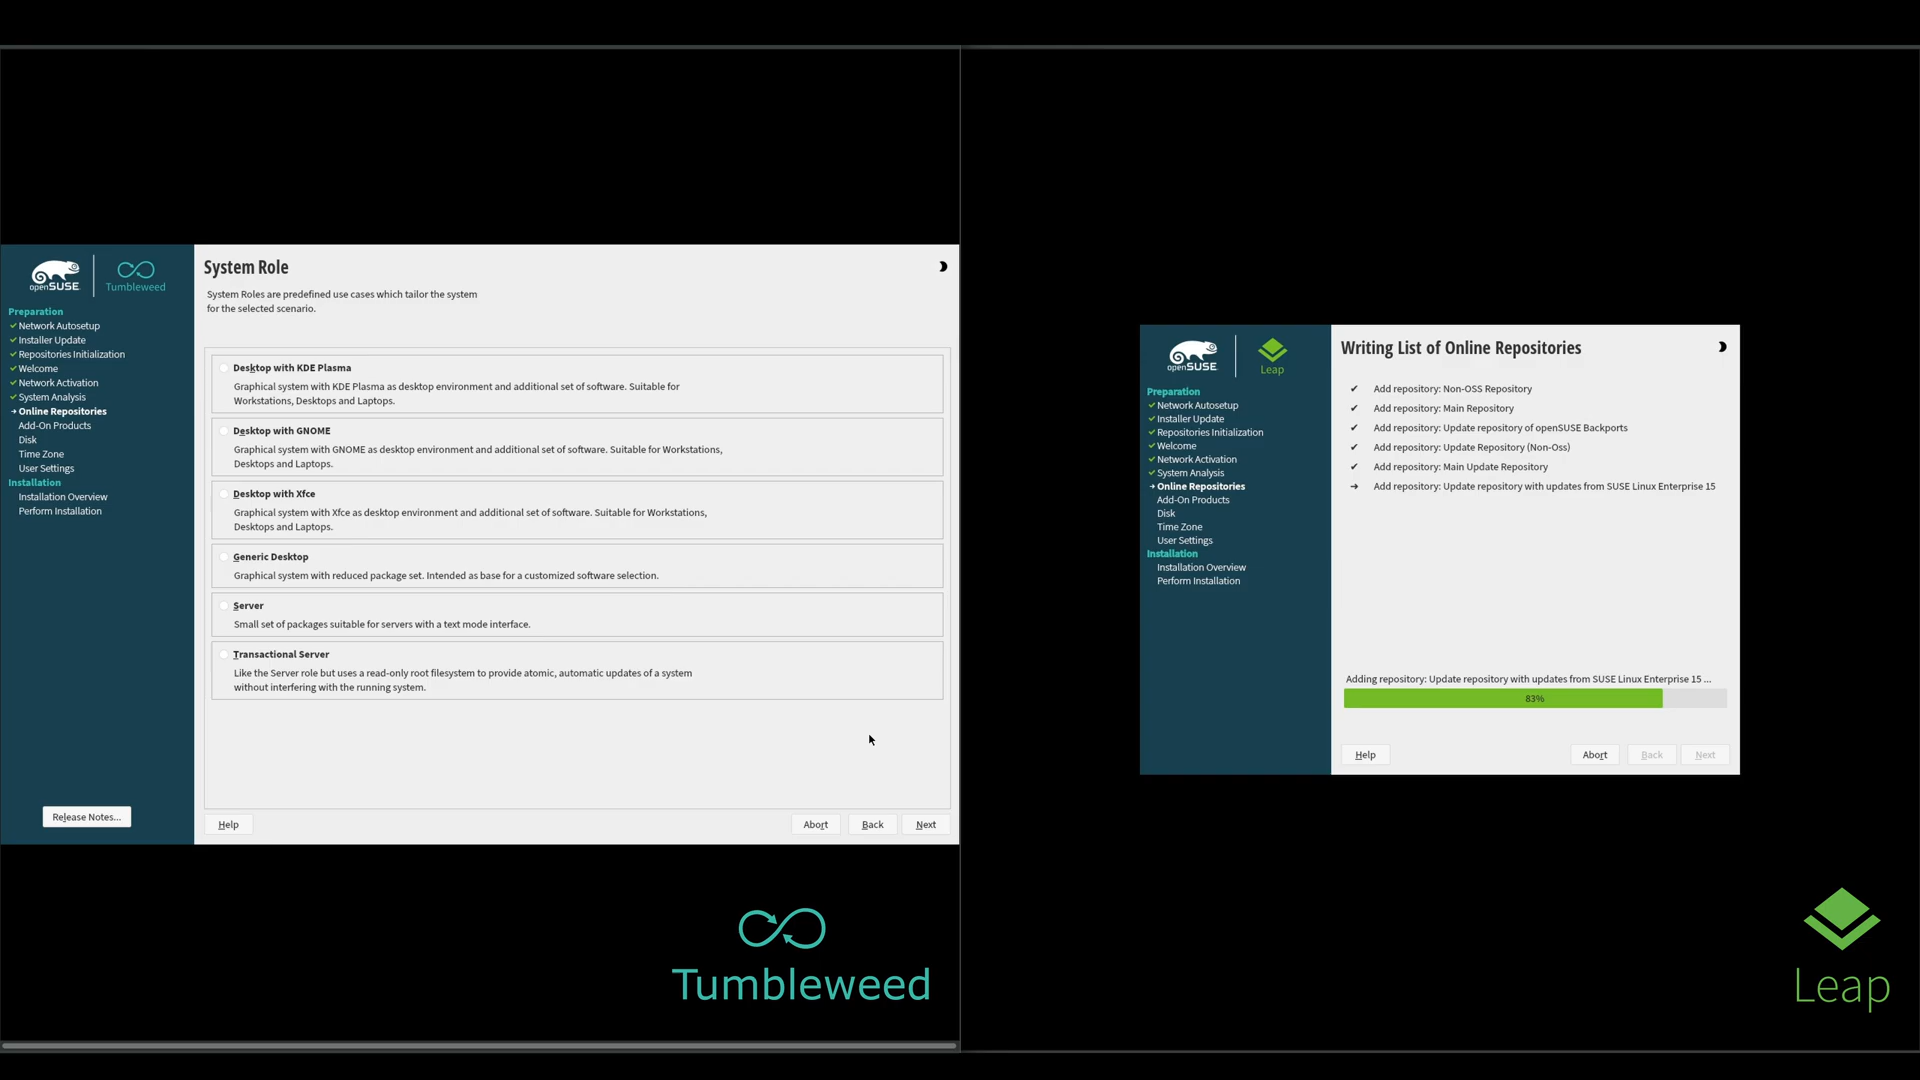 openSUSE
Tumbleweed
Preparation
Network Autosetup
Installer Update
Repositories Initialization
Welcome
Network Activation
System Analysis
Online Repositories
Add-On Products
Disk
Time Zone
User Settings
Installation
Installation Overview
Perform Installation
Release Notes...
System Role
System Roles are predefined use cases which tailor the system
for the selected scenario.
Desktop with KDE Plasma
Graphical system with KDE Plasma as desktop environment and additional set of software. Suitable for
Workstations, Desktops and Laptops.
Desktop with GNOME
Graphical system with GNOME as desktop environment and additional set of software. Suitable for Workstations,
Desktops and Laptops.
Desktop with Xfce
Graphical system with Xfce as desktop environment and additional set of software. Suitable for Workstations,
Desktops and Laptops.
Generic Desktop
Graphical system with reduced package set. Intended as base for a customized software selection.
Server
Small set of packages suitable for servers with a text mode interface.
Transactional Server
Like the Server role but uses a read-only root filesystem to provide atomic, automatic updates of a system
without interfering with the running system.
Help
Abort
Back
Next
Tumbleweed
openSUSE
Leap
Preparation
Network Autosetup
Installer Update
Repositories Initialization
Welcome
Network Activation
System Analysis
Online Repositories
Add-On Products
Disk
Time Zone
User Settings
Installation
Installation Overview
Perform Installation
Writing List of Online Repositories
Add repository: Non-OSS Repository
Add repository: Main Repository
Add repository: Update repository of openSUSE Backports
Add repository: Update Repository (Non-Oss)
Add repository: Main Update Repository
Add repository: Update repository with updates from SUSE Linux Enterprise 15
Adding repository: Update repository with updates from SUSE Linux Enterprise 15 ...
83%
Help
Abort
Back
Next
Leap